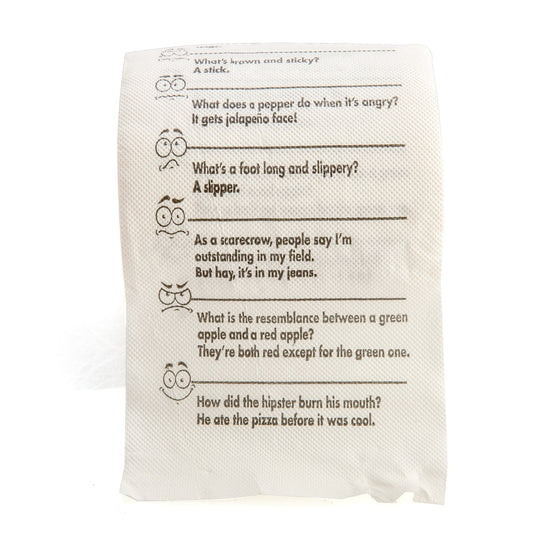 What's brown and sticky?
A stick.
What does a pepper do when it's angry?
It gets jalapeño face!
What's a foot long and slippery?
A slipper.
As a scarecrow, people say I'm
outstanding in my field.
But hay, it's in my jeans.
What is the resemblance between a green
apple and a red apple?
They're both red except for the green one.
How did the hipster burn his mouth?
He ate the pizza before it was cool.